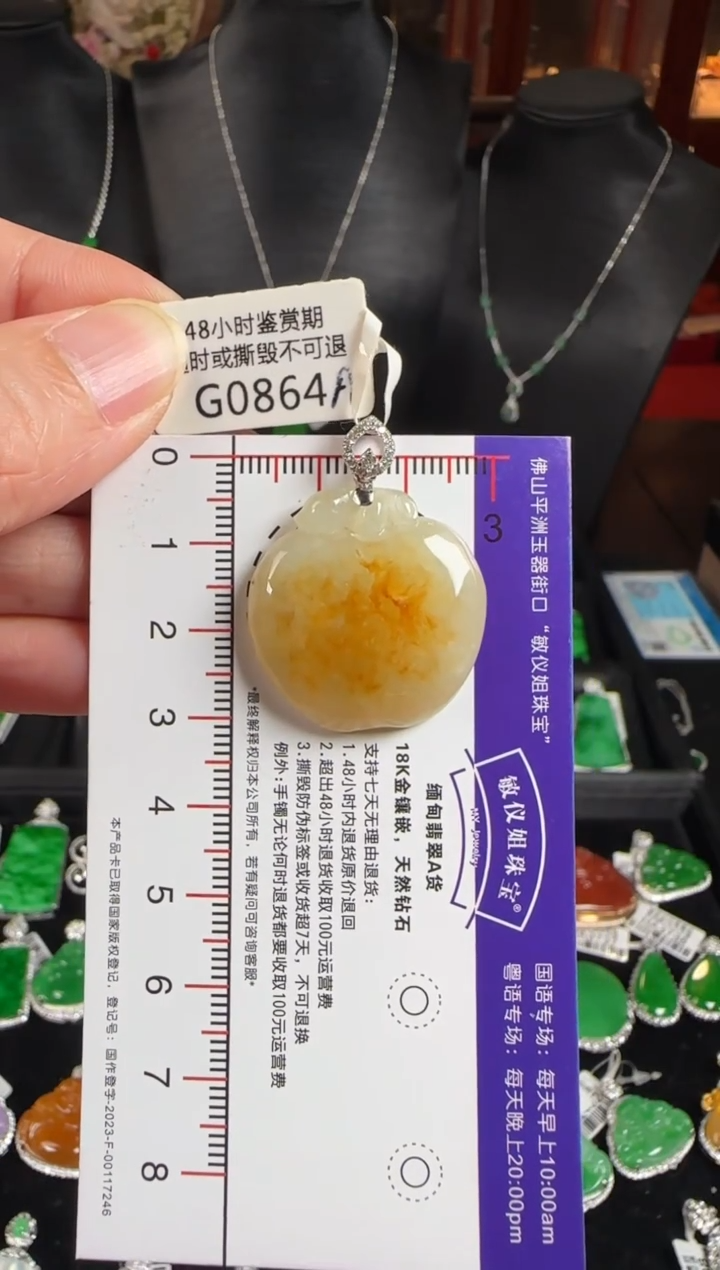 48小时鉴赏期
时或撕毁不可退
G0864A
0
1
2
3
4
5
6
7
8
3
佛山平洲玉器街口 “敏仪姐珠宝”
敏仪姐珠宝®
MY·Jewelry
国语专场：每天早上10:00am
粤语专场：每天晚上20:00pm
缅甸翡翠A货
18K金镶嵌，天然钻石
支持七天无理由退货：
1.48小时内退货原价退回
2.超出48小时退货收取100元运营费
3.撕毁防伪标签或收货超7天，不可退换
例外:手镯无论何时退货都要收取100元运营费
*最终解释权归本公司所有，若有疑问可咨询客服*
本产品卡已取得国家版权登记，登记号：国作登字-2023-F-00117246